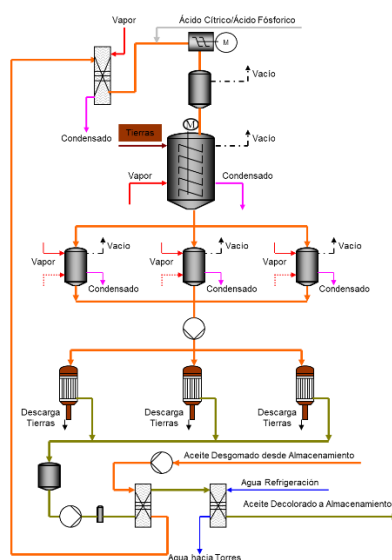 Ácido Cítrico/Ácido Fósforico
Vapor
M
Vacío
Condensado
M
Tierras
Vacío
Vapor
Condensado
Vacío
Vacío
Vacío
Vapor
Vapor
Vapor
Condensado
Condensado
Condensado
Descarga
Tierras
Descarga
Tierras
Descarga
Tierras
Aceite Desgomado desde Almacenamiento
Agua Refrigeración
Aceite Decolorado a Almacenamiento
Agua hacia Torres